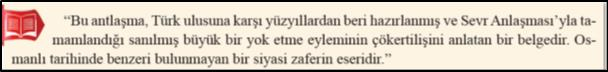 “Bu antlaşma, Türk ulusuna karşı yüzyıllardan beri hazırlanmış ve Sevr Anlaşması’yla ta-
mamlandığı sanılmış büyük bir yok etme eyleminin çökertilişini anlatan bir belgedir. Os-
manlı tarihinde benzeri bulunmayan bir siyasi zaferin eseridir.”